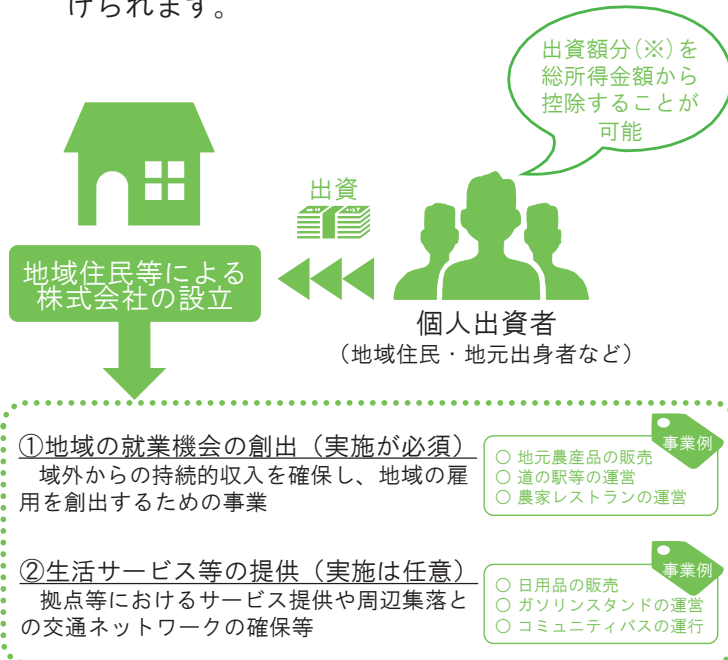 けられます。
出資額分(※)を
総所得金額から
控除することが
可能
出資
地域住民等による
株式会社の設立
個人出資者
（地域住民・地元出身者など）
①地域の就業機会の創出（実施が必須）
域外からの持続的収入を確保し、地域の雇
用を創出するための事業
事業例
○ 地元農産品の販売
○ 道の駅等の運営
○ 農家レストランの運営
②生活サービス等の提供（実施は任意）
拠点等におけるサービス提供や周辺集落と
の交通ネットワークの確保等
事業例
○ 日用品の販売
○ ガソリンスタンドの運営
○ コミュニティバスの運行